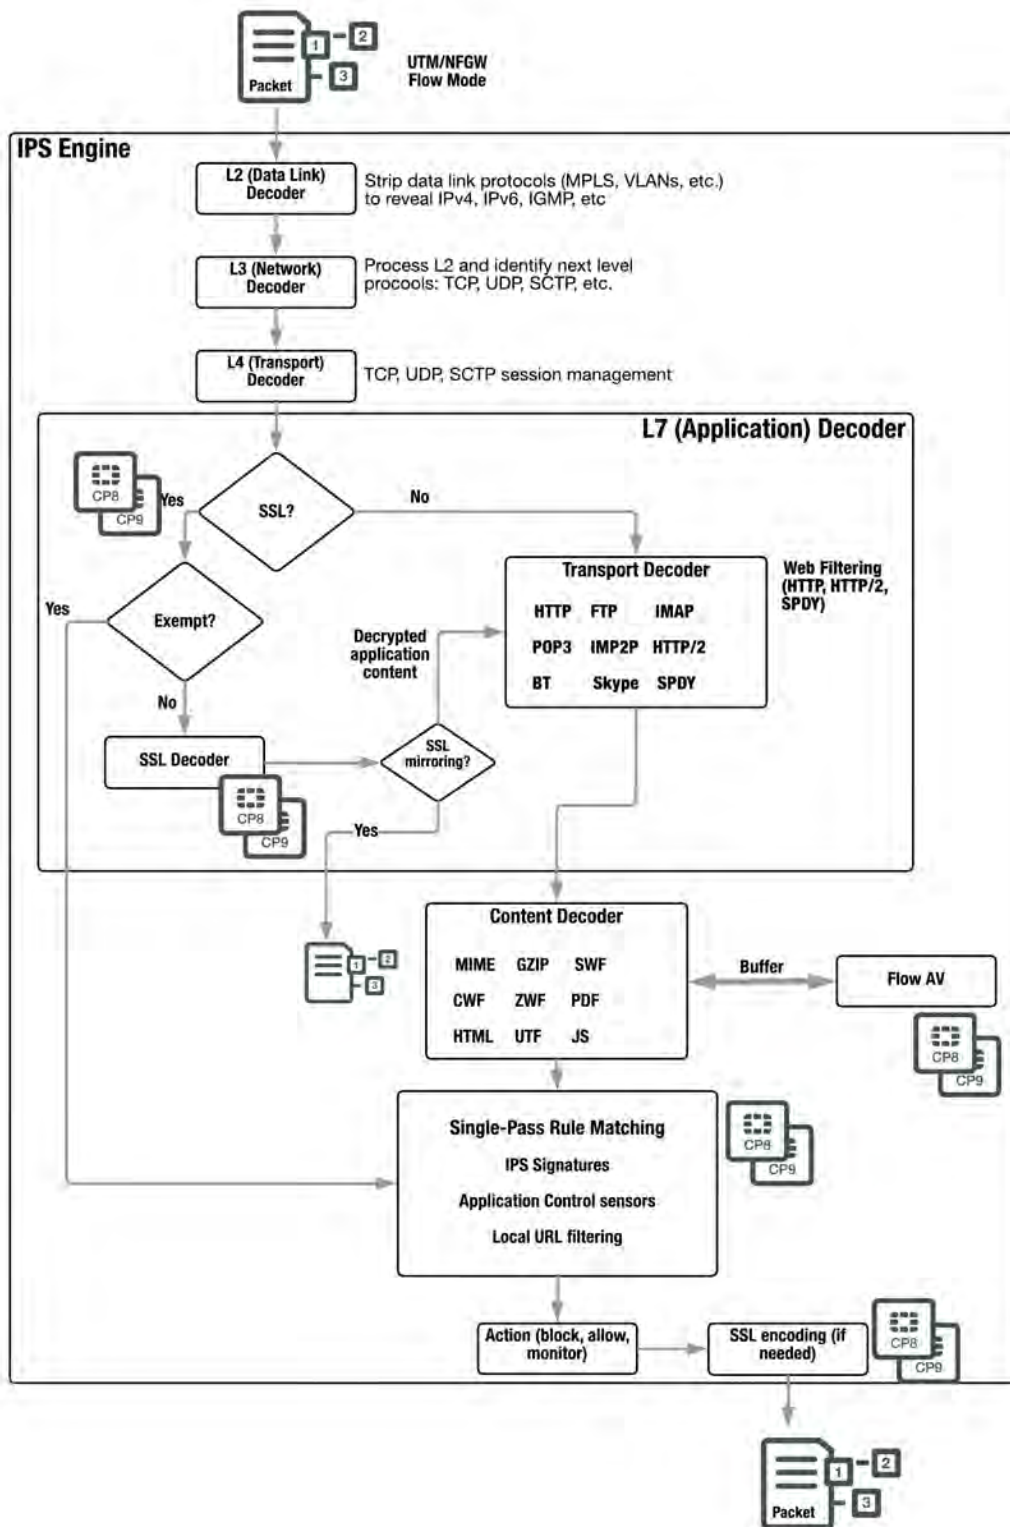 1
2
3
Packet
UTM/NFGW
Flow Mode
IPS Engine
L2 (Data Link)
Decoder
Strip data link protocols (MPLS, VLANs, etc.)
to reveal IPv4, IPv6, IGMP, etc
L3 (Network)
Decoder
Process L2 and identify next level
procools: TCP, UDP, SCTP, etc.
L4 (Transport)
Decoder
TCP, UDP, SCTP session management
L7 (Application) Decoder
CP8
CP9
Yes
SSL?
No
Yes
Exempt?
No
Decrypted
application
content
Transport Decoder
HTTP FTP IMAP
POP3 IMP2P HTTP/2
BT Skype SPDY
Web Filtering
(HTTP, HTTP/2,
SPDY)
SSL Decoder
CP8
CP9
SSL
mirroring?
Yes
1
2
3
Content Decoder
MIME GZIP SWF
CWF ZWF PDF
HTML UTF JS
Buffer
Flow AV
CP8
CP9
Single-Pass Rule Matching
IPS Signatures
Application Control sensors
Local URL filtering
CP8
CP9
Action (block, allow,
monitor)
SSL encoding (if
needed)
CP8
CP9
1
2
3
Packet